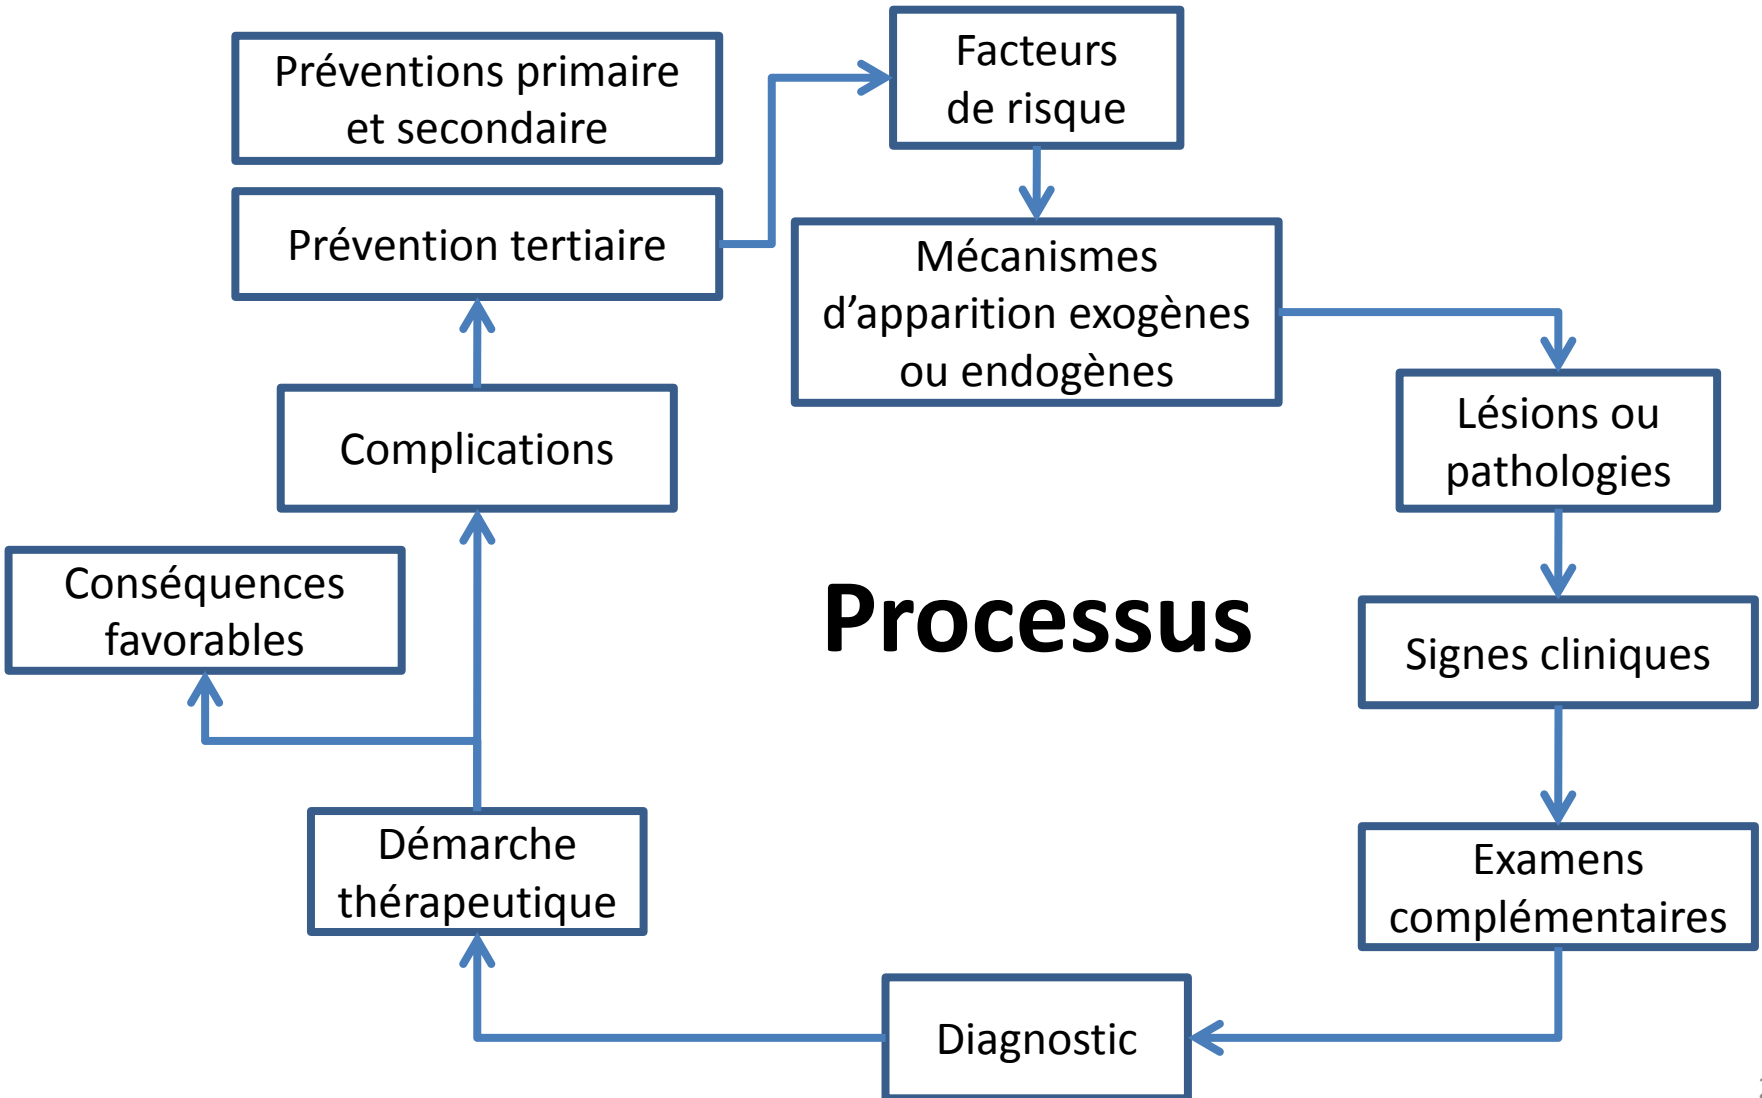 Préventions primaire
et secondaire
Facteurs
de risque
Prévention tertiaire
Mécanismes
d’apparition exogènes
ou endogènes
Complications
Lésions ou
pathologies
Conséquences
favorables
Processus
Signes cliniques
Démarche
thérapeutique
Examens
complémentaires
Diagnostic